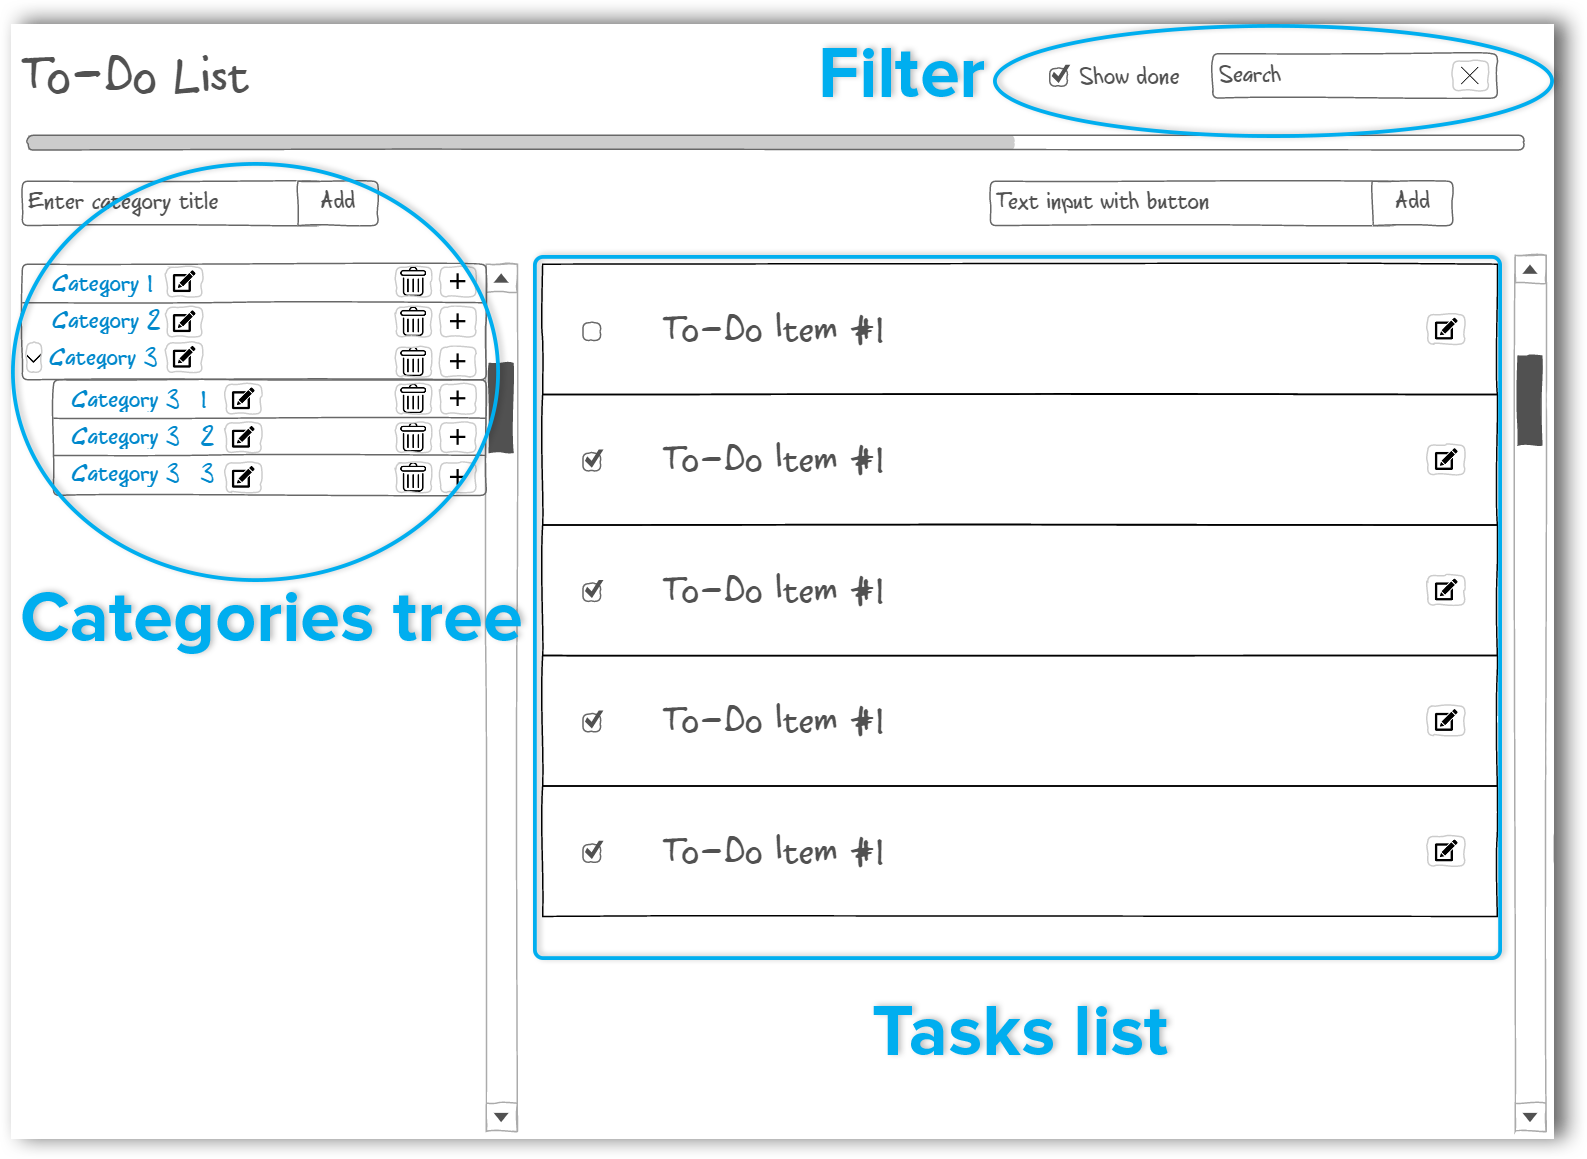 To-Do List
Filter
Show done
Search
Enter category title
Add
Text input with button
Add
Category 1
Category 2
Category 3
Category 3 1
Category 3 2
Category 3 3
Categories tree
To-Do Item #1
To-Do Item #1
To-Do Item #1
To-Do Item #1
To-Do Item #1
Tasks list